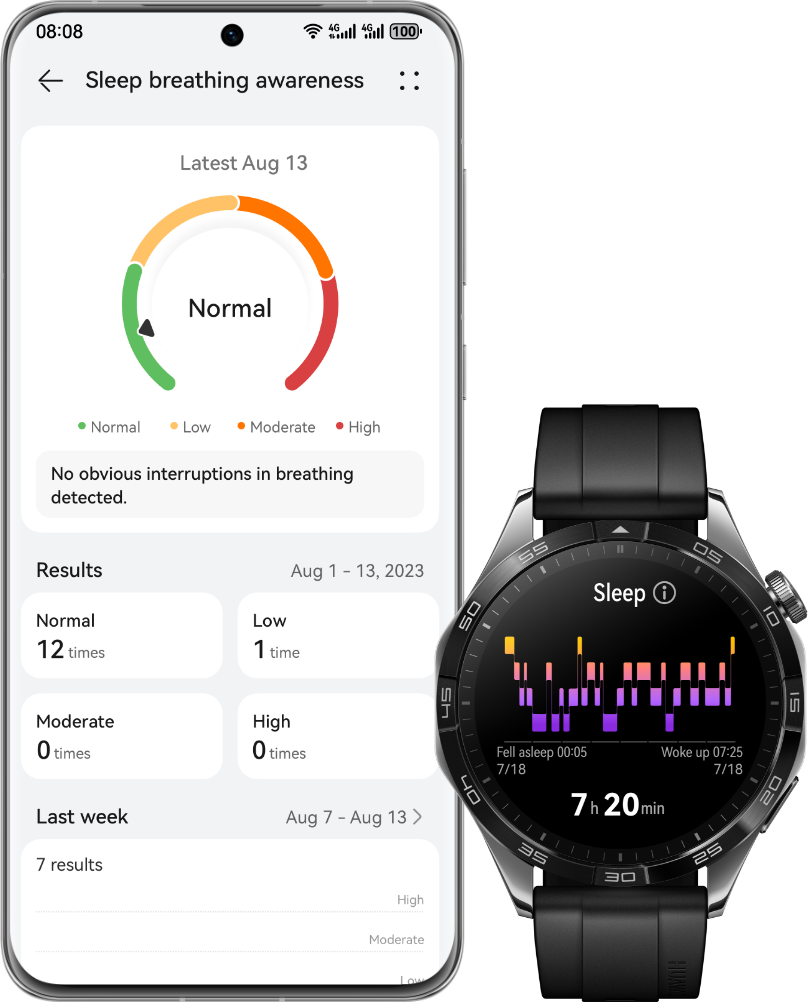 08:08
4G 4G 100
Sleep breathing awareness
Latest Aug 13
Normal
Normal Low Moderate High
No obvious interruptions in breathing
detected.
Results Aug 1 - 13, 2023
Normal
12 times
Low
1 time
Moderate
0 times
High
0 times
Last week Aug 7 - Aug 13
7 results
High
Moderate
Low
55 05
50 10
45 15
40 20
35 25
30
Sleep
Fell asleep 00:05 Woke up 07:25
7/18 7/18
7 h 20 min
HUAWEI